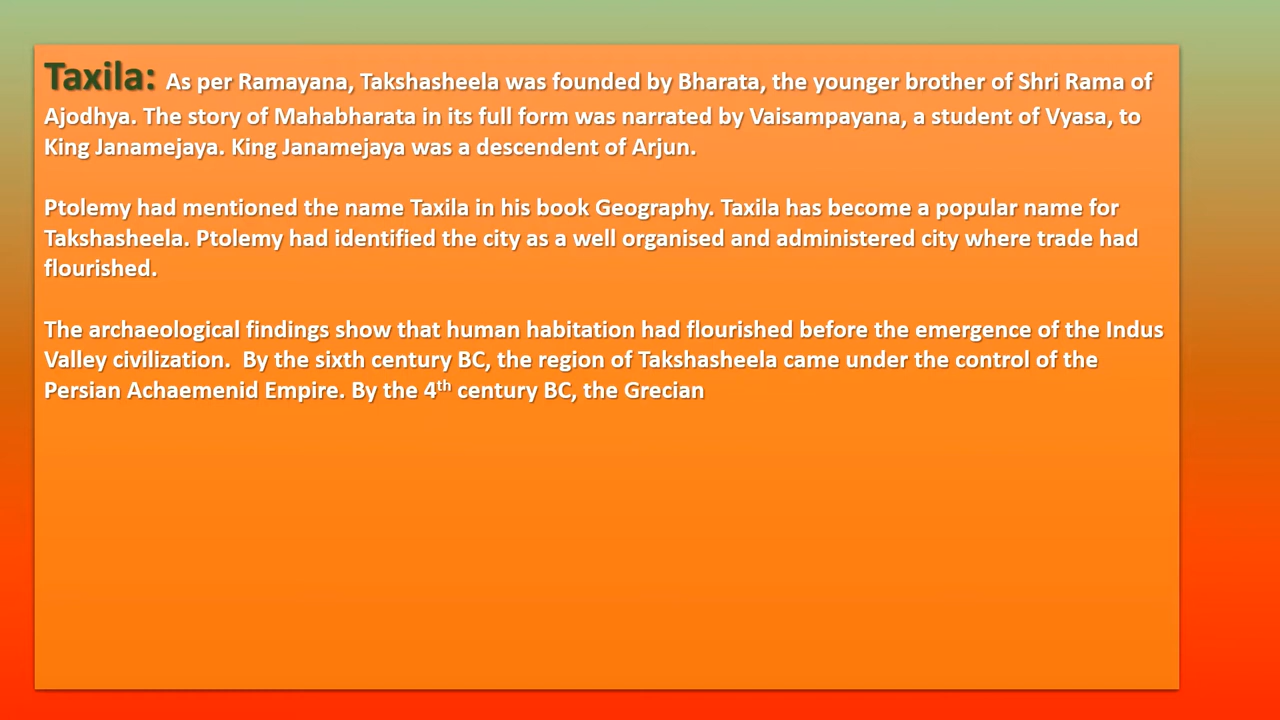 Taxila: As per Ramayana, Takshasheela was founded by Bharata, the younger brother of Shri Rama of
Ajodhya. The story of Mahabharata in its full form was narrated by Vaisampayana, a student of Vyasa, to
King Janamejaya. King Janamejaya was a descendent of Arjun.
Ptolemy had mentioned the name Taxila in his book Geography. Taxila has become a popular name for
Takshasheela. Ptolemy had identified the city as a well organised and administered city where trade had
flourished.
The archaeological findings show that human habitation had flourished before the emergence of the Indus
Valley civilization.  By the sixth century BC, the region of Takshasheela came under the control of the
Persian Achaemenid Empire. By the 4th century BC, the Grecian